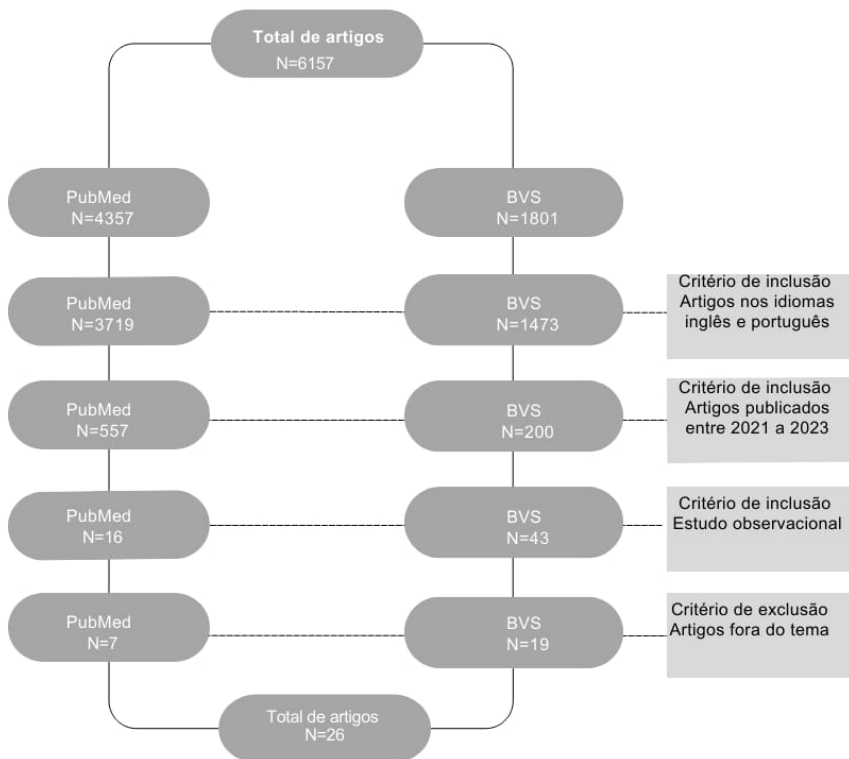 Total de artigos
N=6157
PubMed
N=4357
BVS
N=1801
PubMed
N=3719
BVS
N=1473
Critério de inclusão
Artigos nos idiomas
inglês e português
PubMed
N=557
BVS
N=200
Critério de inclusão
Artigos publicados
entre 2021 a 2023
PubMed
N=16
BVS
N=43
Critério de inclusão
Estudo observacional
PubMed
N=7
BVS
N=19
Critério de exclusão
Artigos fora do tema
Total de artigos
N=26